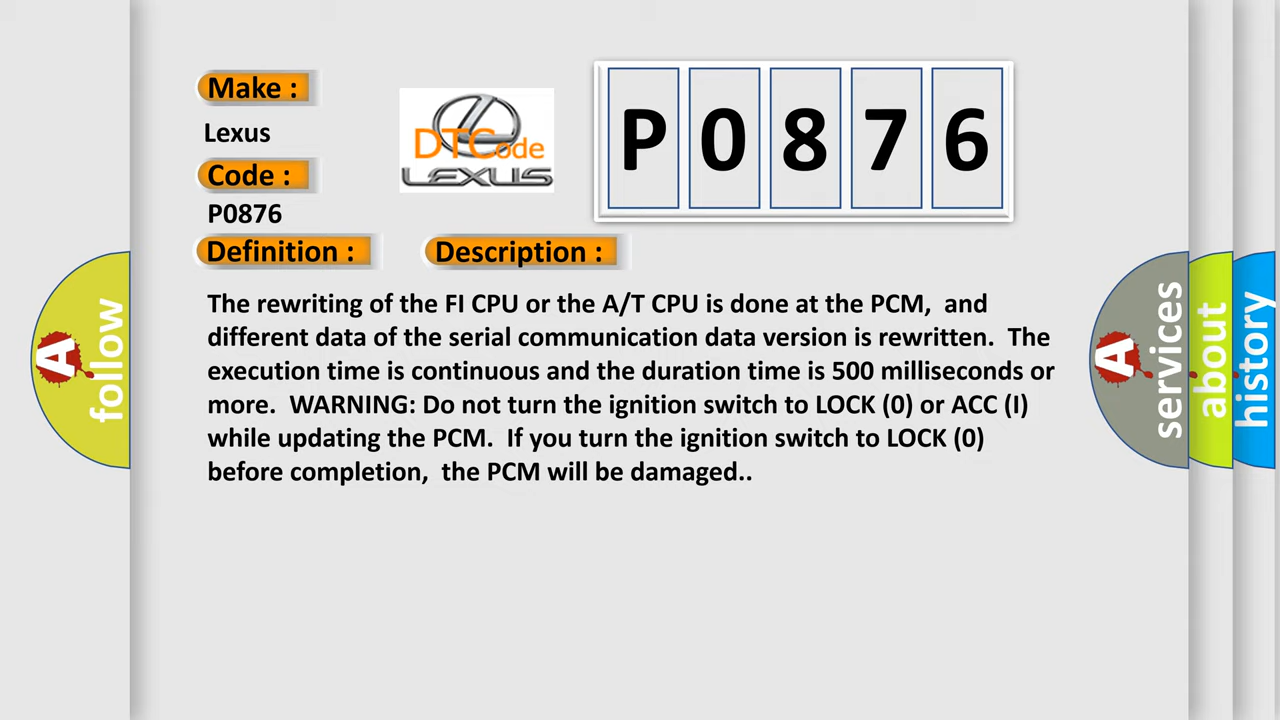 Make :
Lexus
Code :
P0876
DTCode
LEXUS
P0876
Definition :
Description :
The rewriting of the FI CPU or the A/T CPU is done at the PCM, and
different data of the serial communication data version is rewritten The
execution time is continuous and the duration time is 500 milliseconds or
more WARNING: Do not turn the ignition switch to LOCK (0) or ACC (I)
while updating the PCM If you turn the ignition switch to LOCK (0)
before completion, the PCM will be damaged..
A follow
A services
about
history